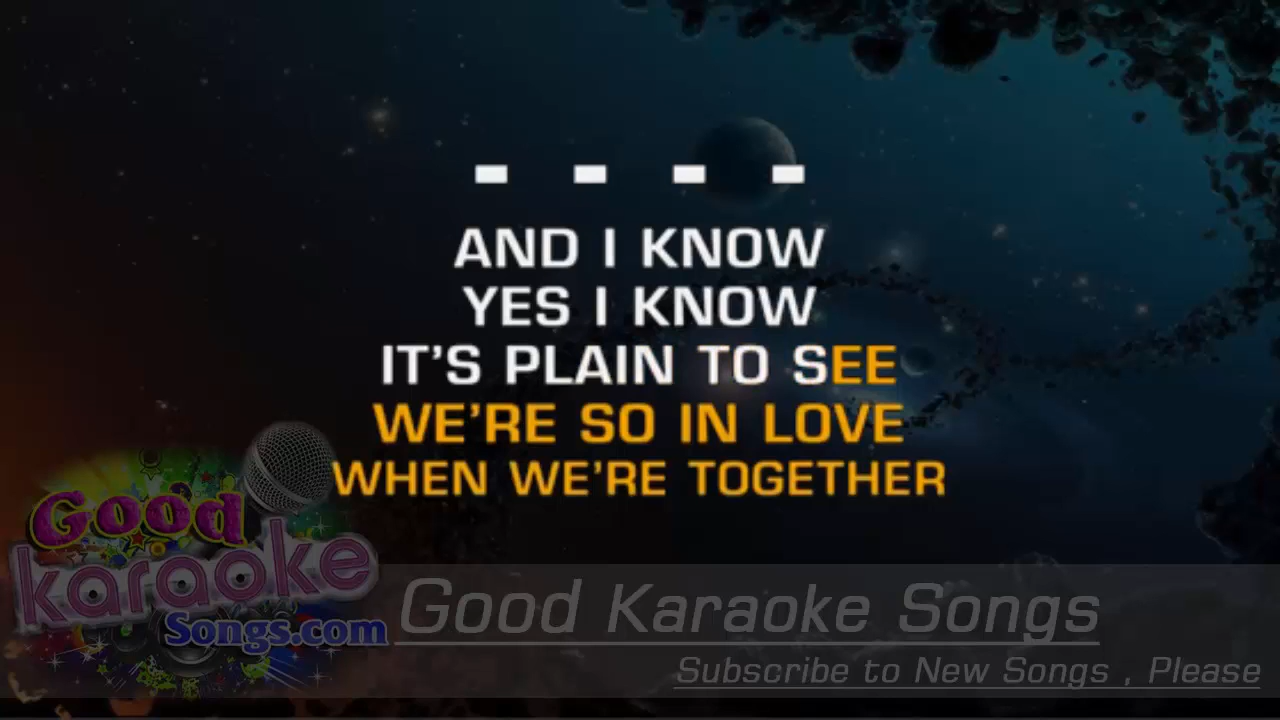 - - - -
AND I KNOW
YES I KNOW
IT'S PLAIN TO SEE
WE'RE SO IN LOVE
WHEN WE'RE TOGETHER
Good
karaoke
Songs.com
Good Karaoke Songs
Subscribe to New Songs , Please